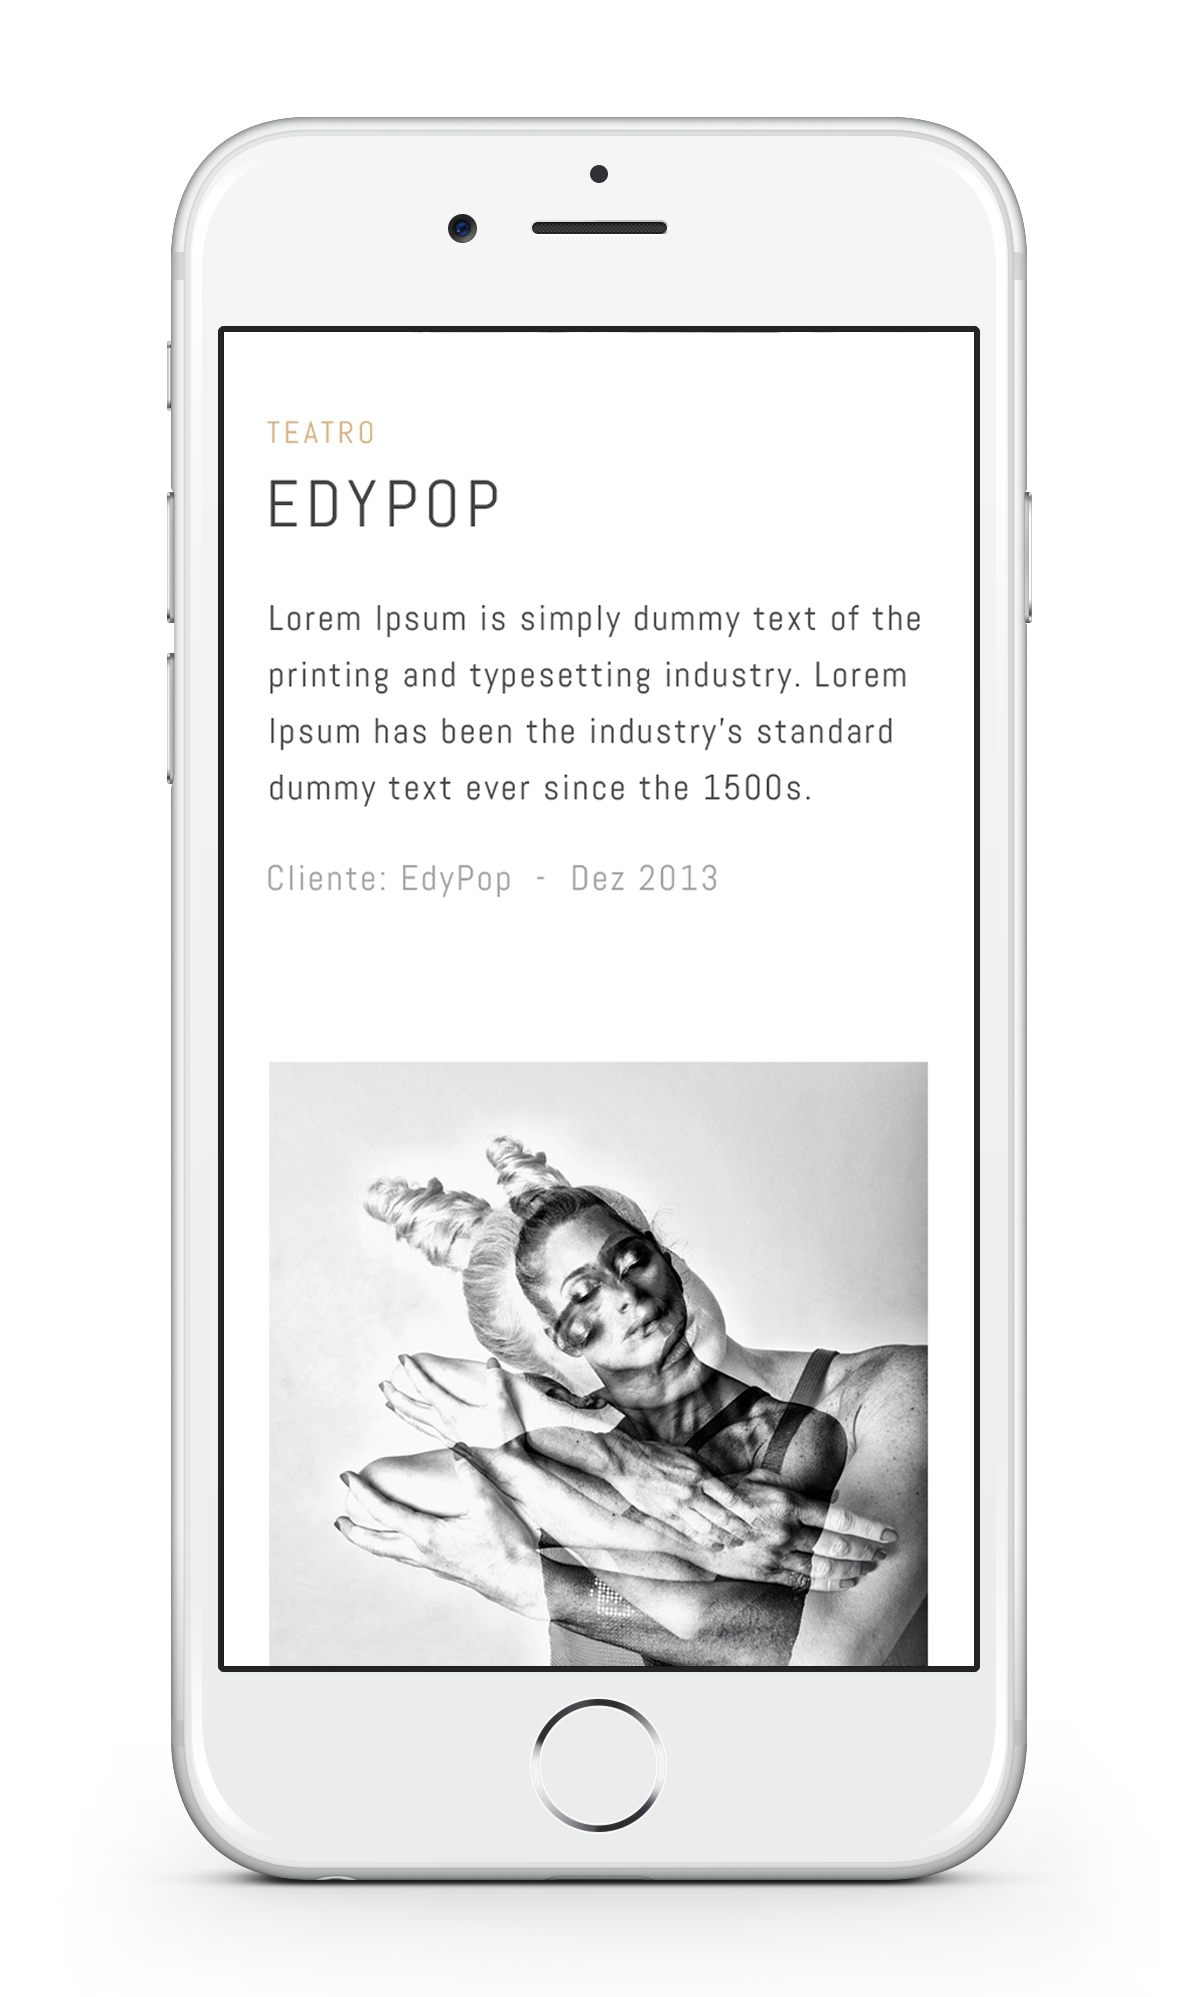 TEATRO
EDYPOP
Lorem Ipsum is simply dummy text of the
printing and typesetting industry. Lorem
Ipsum has been the industry's standard
dummy text ever since the 1500s.
Cliente: EdyPop - Dez 2013